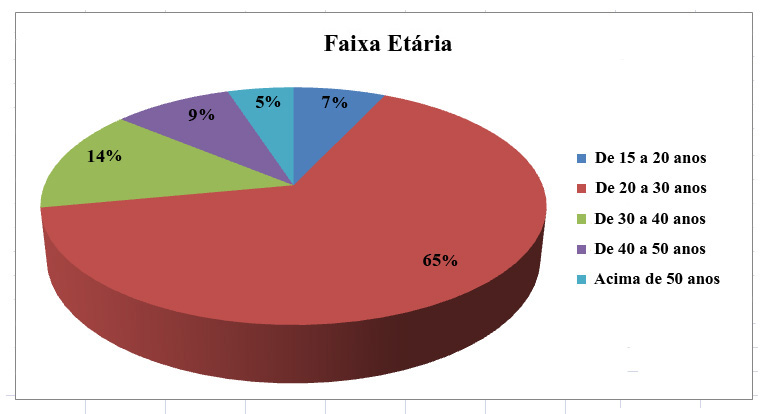 Faixa Etária
5%
7%
9%
14%
65%
De 15 a 20 anos
De 20 a 30 anos
De 30 a 40 anos
De 40 a 50 anos
Acima de 50 anos